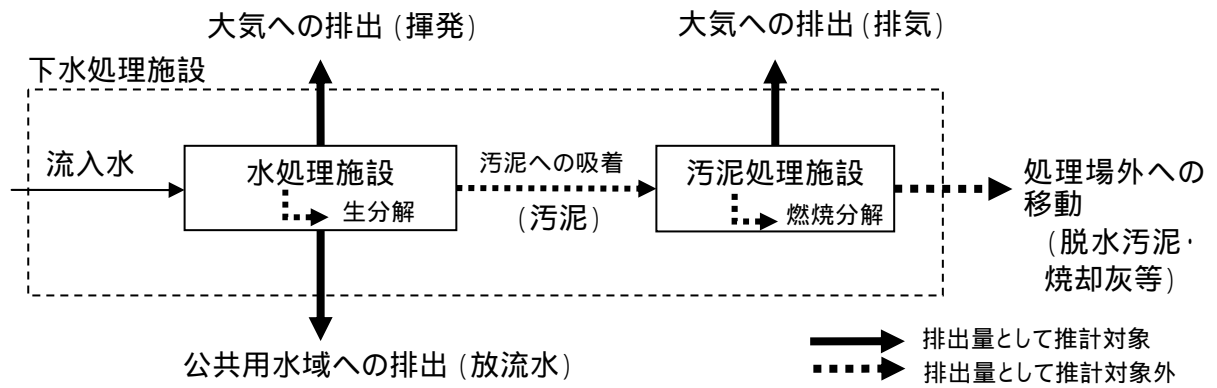 大気への排出(揮発)
大気への排出(排気)
下水処理施設
流入水
水処理施設
生分解
汚泥への吸着
(汚泥)
汚泥処理施設
燃焼分解
処理場外への
移動
(脱水汚泥・
焼却灰等)
公共用水域への排出(放流水)
排出量として推計対象
排出量として推計対象外